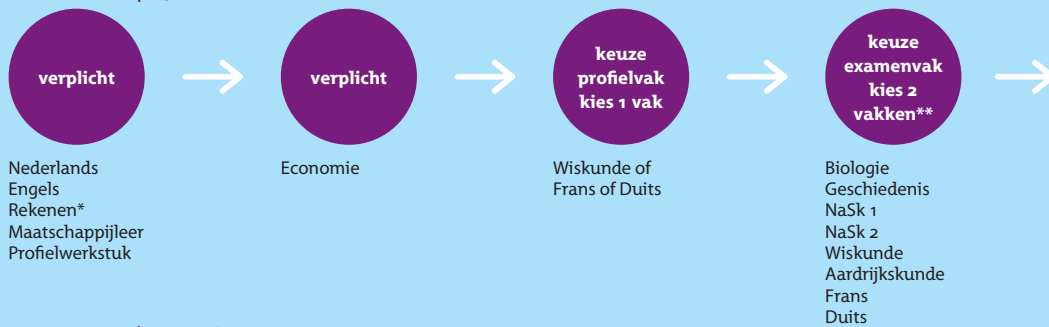 verplicht
Nederlands
Engels
Rekenen*
Maatschappijleer
Profielwerkstuk
verplicht
Economie
keuze
profielvak
kies 1 vak
Wiskunde of
Frans of Duits
keuze
examenvak
kies 2
vakken**
Biologie
Geschiedenis
NaSk 1
NaSk 2
Wiskunde
Aardrijkskunde
Frans
Duits